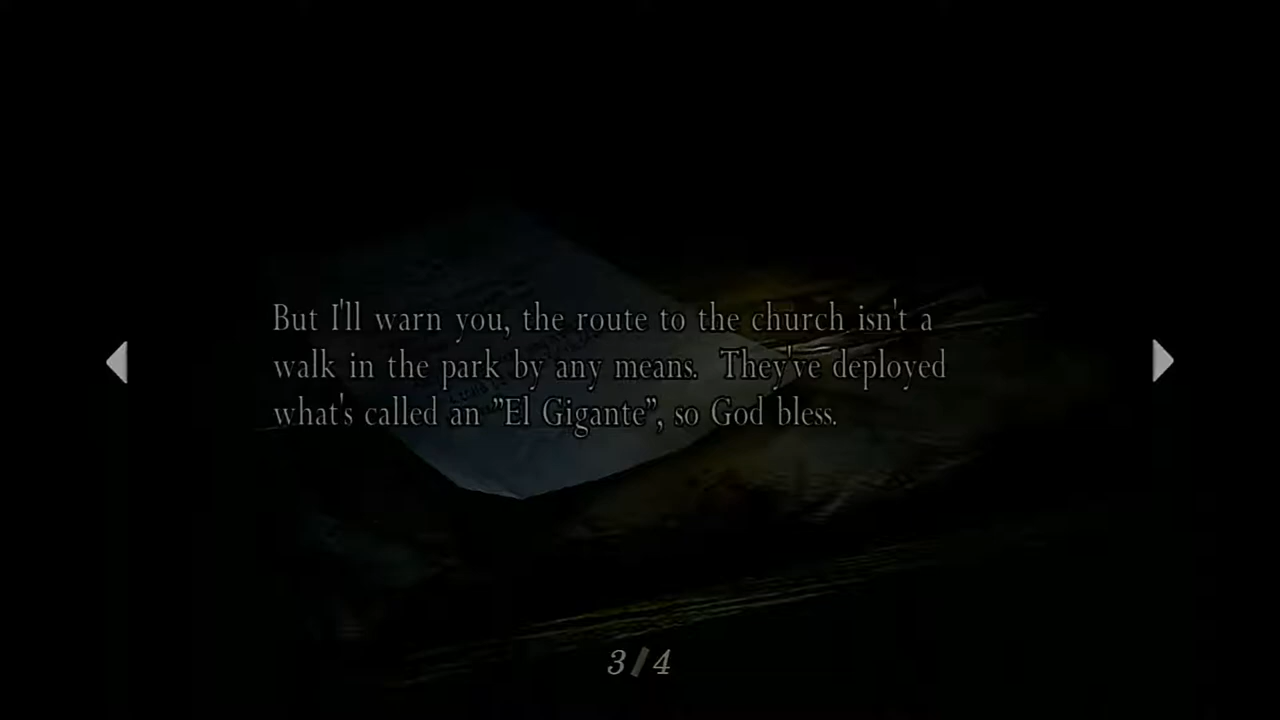 But I'll warn you, the route to the church isn't a
walk in the park by any means. They've deployed
what's called an "El Gigante", so God bless.
3/4